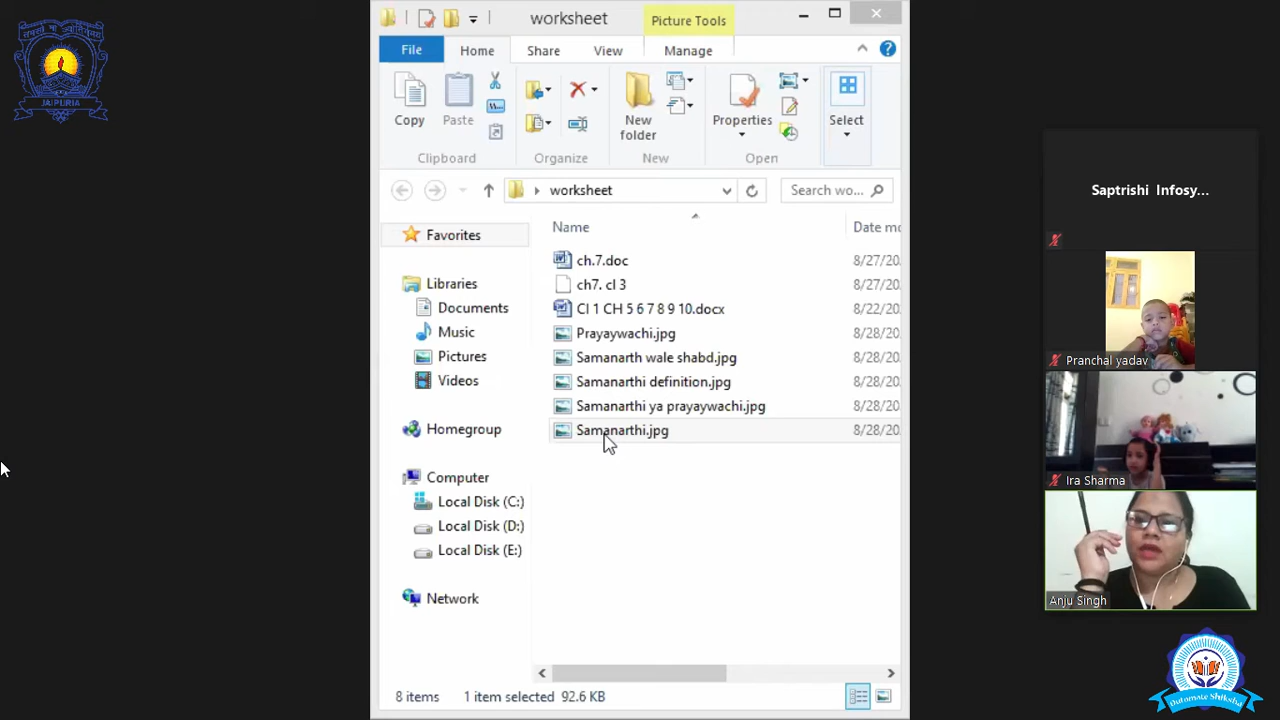 worksheet
Picture Tools
File
Home
Share
View
Manage
Copy
Paste
New
folder
Properties
Select
Clipboard
Organize
New
Open
worksheet
Search wo...
Name
Date mo
Favorites
Libraries
Documents
Music
Pictures
Videos
Homegroup
Computer
Local Disk (C:)
Local Disk (D:)
Local Disk (E:)
Network
ch.7.doc 8/27/20
ch7. cl 3 8/27/20
Cl 1 CH 5 6 7 8 9 10.docx 8/22/20
Prayaywachi.jpg 8/28/20
Samanarth wale shabd.jpg 8/28/20
Samanarthi definition.jpg 8/28/20
Samanarthi ya prayaywachi.jpg 8/28/20
Samanarthi.jpg 8/28/20
8 items 1 item selected 92.6 KB
JAIPURIA
Saptrishi Infosy...
Pranchal yadav
Ira Sharma
Anju Singh
Automate Shiksha